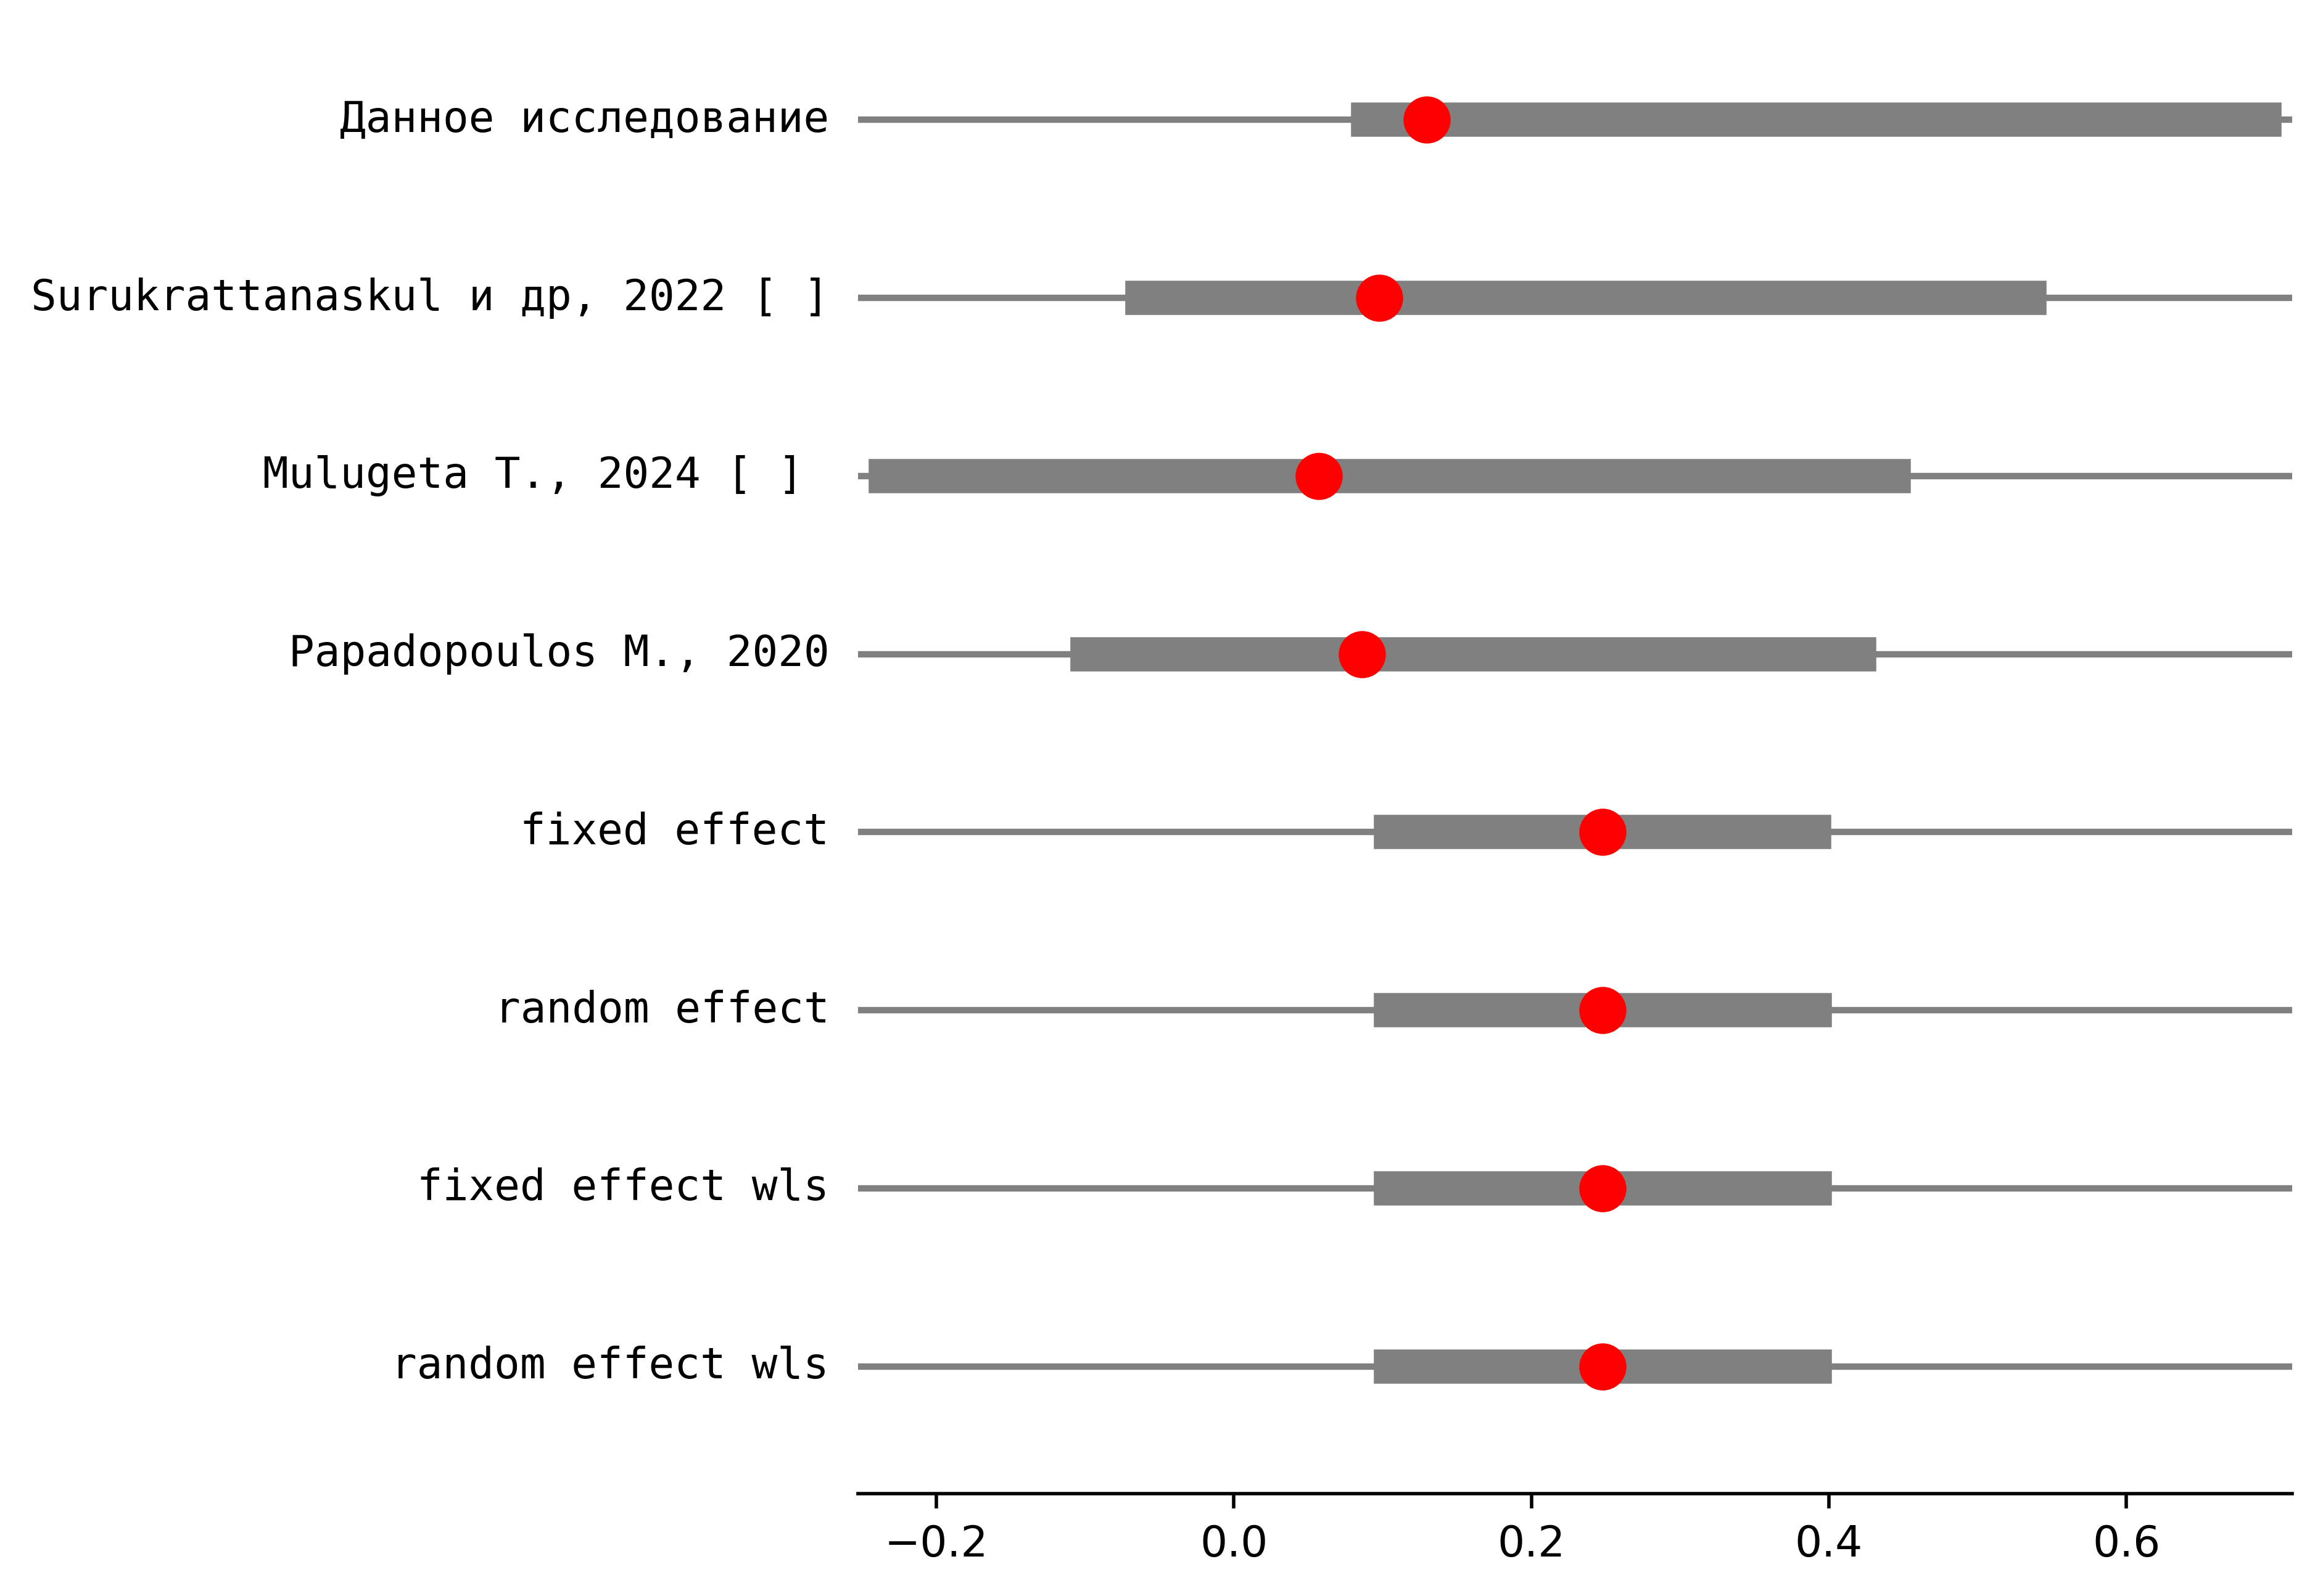 Данное исследование
Surukrattanaskul и др, 2022 [ ]
Mulugeta T., 2024 [ ]
Papadopoulos M., 2020
fixed effect
random effect
fixed effect wls
random effect wls
−0.2 0.0 0.2 0.4 0.6